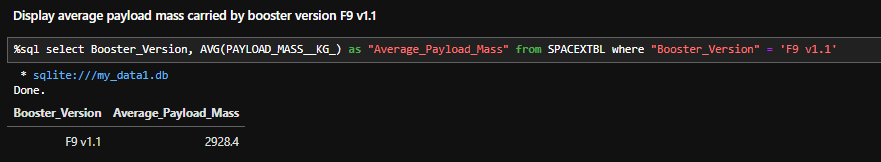 Display average payload mass carried by booster version F9 v1.1
%sql select Booster_Version, AVG(PAYLOAD_MASS__KG_) as "Average_Payload_Mass" from SPACEXTBL where "Booster_Version" = 'F9 v1.1'
* sqlite:///my_data1.db
Done.
Booster_Version Average_Payload_Mass
F9 v1.1 2928.4